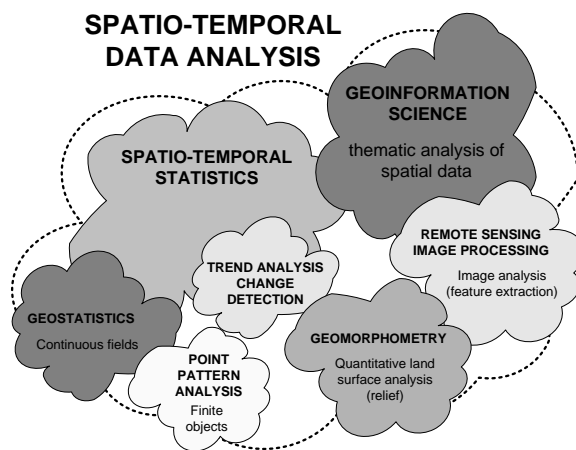 SPATIO-TEMPORAL
DATA ANALYSIS
GEOINFORMATION
SCIENCE
thematic analysis of
spatial data
SPATIO-TEMPORAL
STATISTICS
REMOTE SENSING
IMAGE PROCESSING
Image analysis
(feature extraction)
TREND ANALYSIS
CHANGE
DETECTION
GEOSTATISTICS
Continuous fields
GEOMORPHOMETRY
Quantitative land
surface analysis
(relief)
POINT
PATTERN
ANALYSIS
Finite
objects